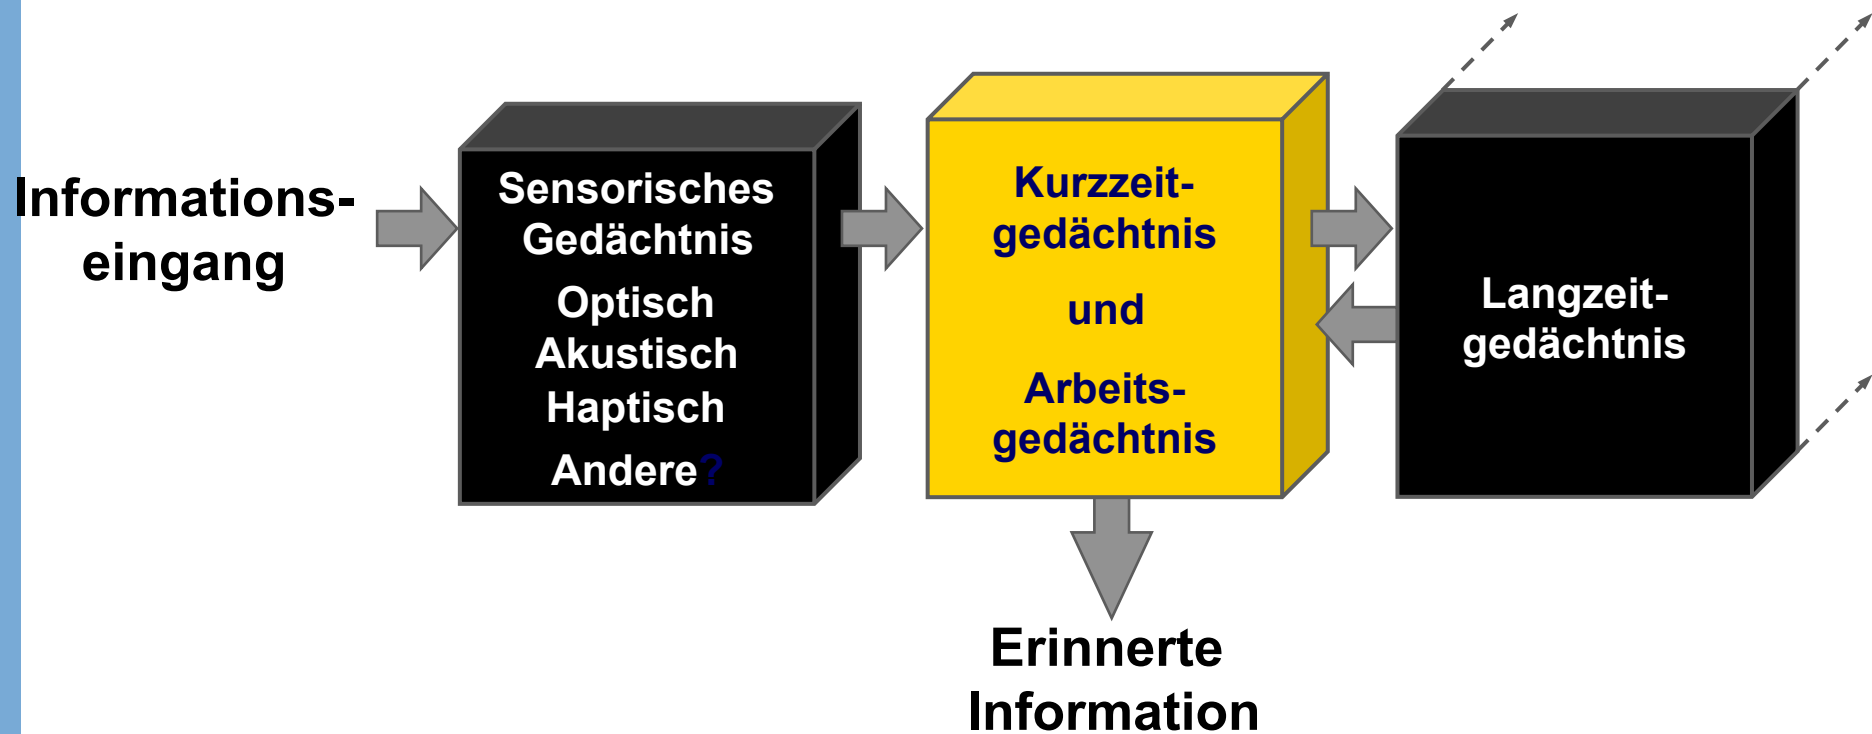 Informations-
eingang
Sensorisches
Gedächtnis
Optisch
Akustisch
Haptisch
Andere?
Kurzzeit-
gedächtnis
und
Arbeits-
gedächtnis
Langzeit-
gedächtnis
Erinnerte
Information